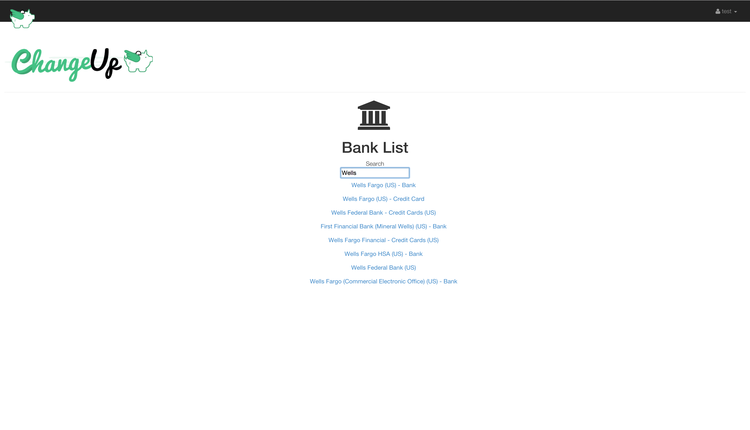 test
ChangeUp
Bank List
Search
Wells
Wells Fargo (US) - Bank
Wells Fargo (US) - Credit Card
Wells Federal Bank - Credit Cards (US)
First Financial Bank (Mineral Wells) (US) - Bank
Wells Fargo Financial - Credit Cards (US)
Wells Fargo HSA (US) - Bank
Wells Federal Bank (US)
Wells Fargo (Commercial Electronic Office) (US) - Bank